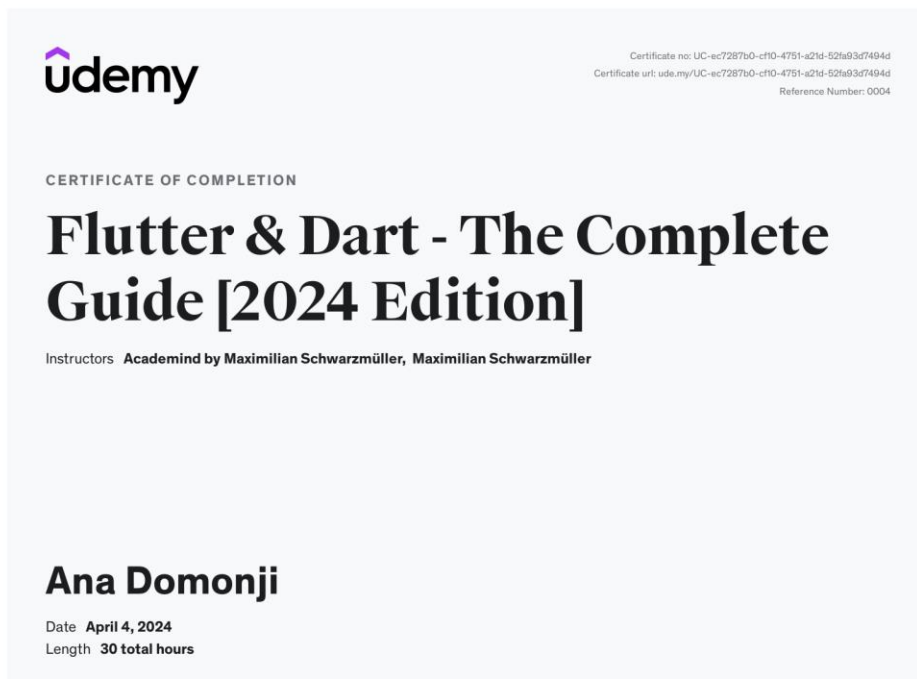 udemy
Certificate no: UC-ec7287b0-cf10-4751-a21d-52fa93d7494d
Certificate url: ude.my/UC-ec7287b0-cf10-4751-a21d-52fa93d7494d
Reference Number: 0004
CERTIFICATE OF COMPLETION
Flutter & Dart - The Complete
Guide [2024 Edition]
Instructors Academind by Maximilian Schwarzmüller, Maximilian Schwarzmüller
Ana Domonji
Date April 4, 2024
Length 30 total hours